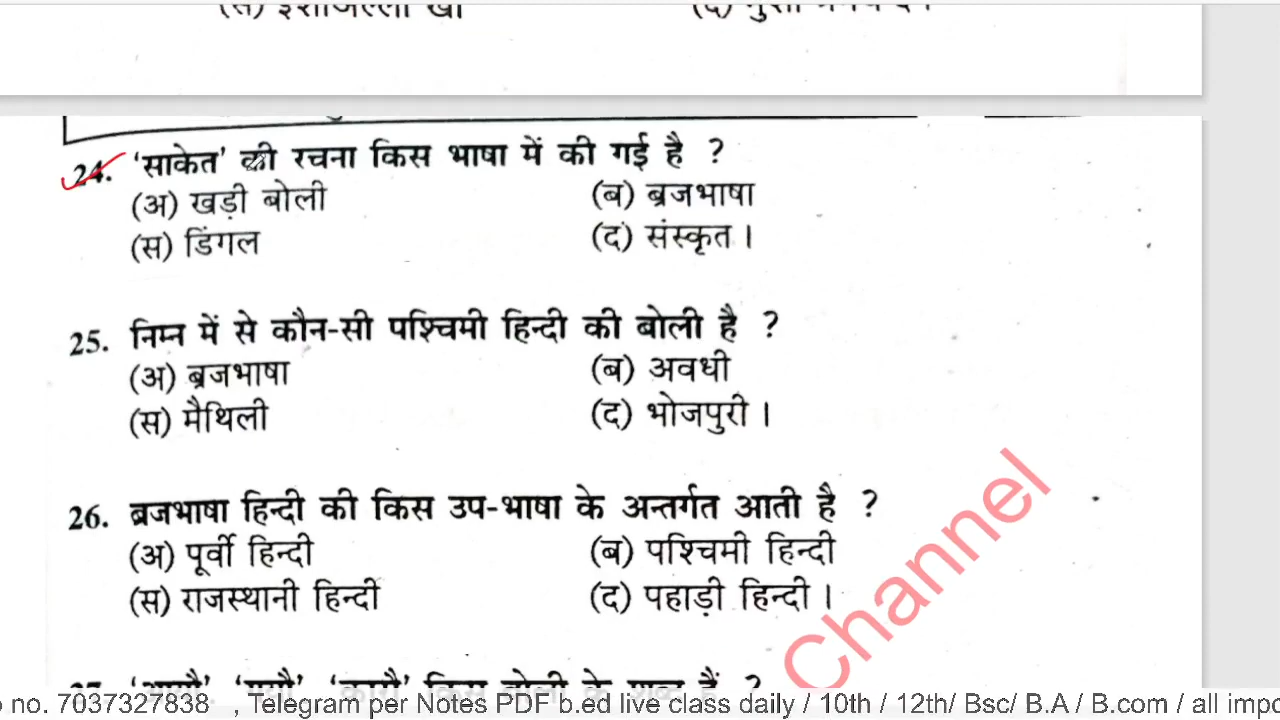 24. 'साकेत' की रचना किस भाषा में की गई है ?
(अ) खड़ी बोली (ब) ब्रजभाषा
(स) डिंगल (द) संस्कृत ।
25. निम्न में से कौन-सी पश्चिमी हिन्दी की बोली है ?
(अ) ब्रजभाषा (ब) अवधी
(स) मैथिली (द) भोजपुरी ।
26. ब्रजभाषा हिन्दी की किस उप-भाषा के अन्तर्गत आती है ?
(अ) पूर्वी हिन्दी (ब) पश्चिमी हिन्दी
(स) राजस्थानी हिन्दी (द) पहाड़ी हिन्दी ।
Channel
no. 7037327838 , Telegram per Notes PDF b.ed live class daily / 10th / 12th/ Bsc/ B.A / B.com / all